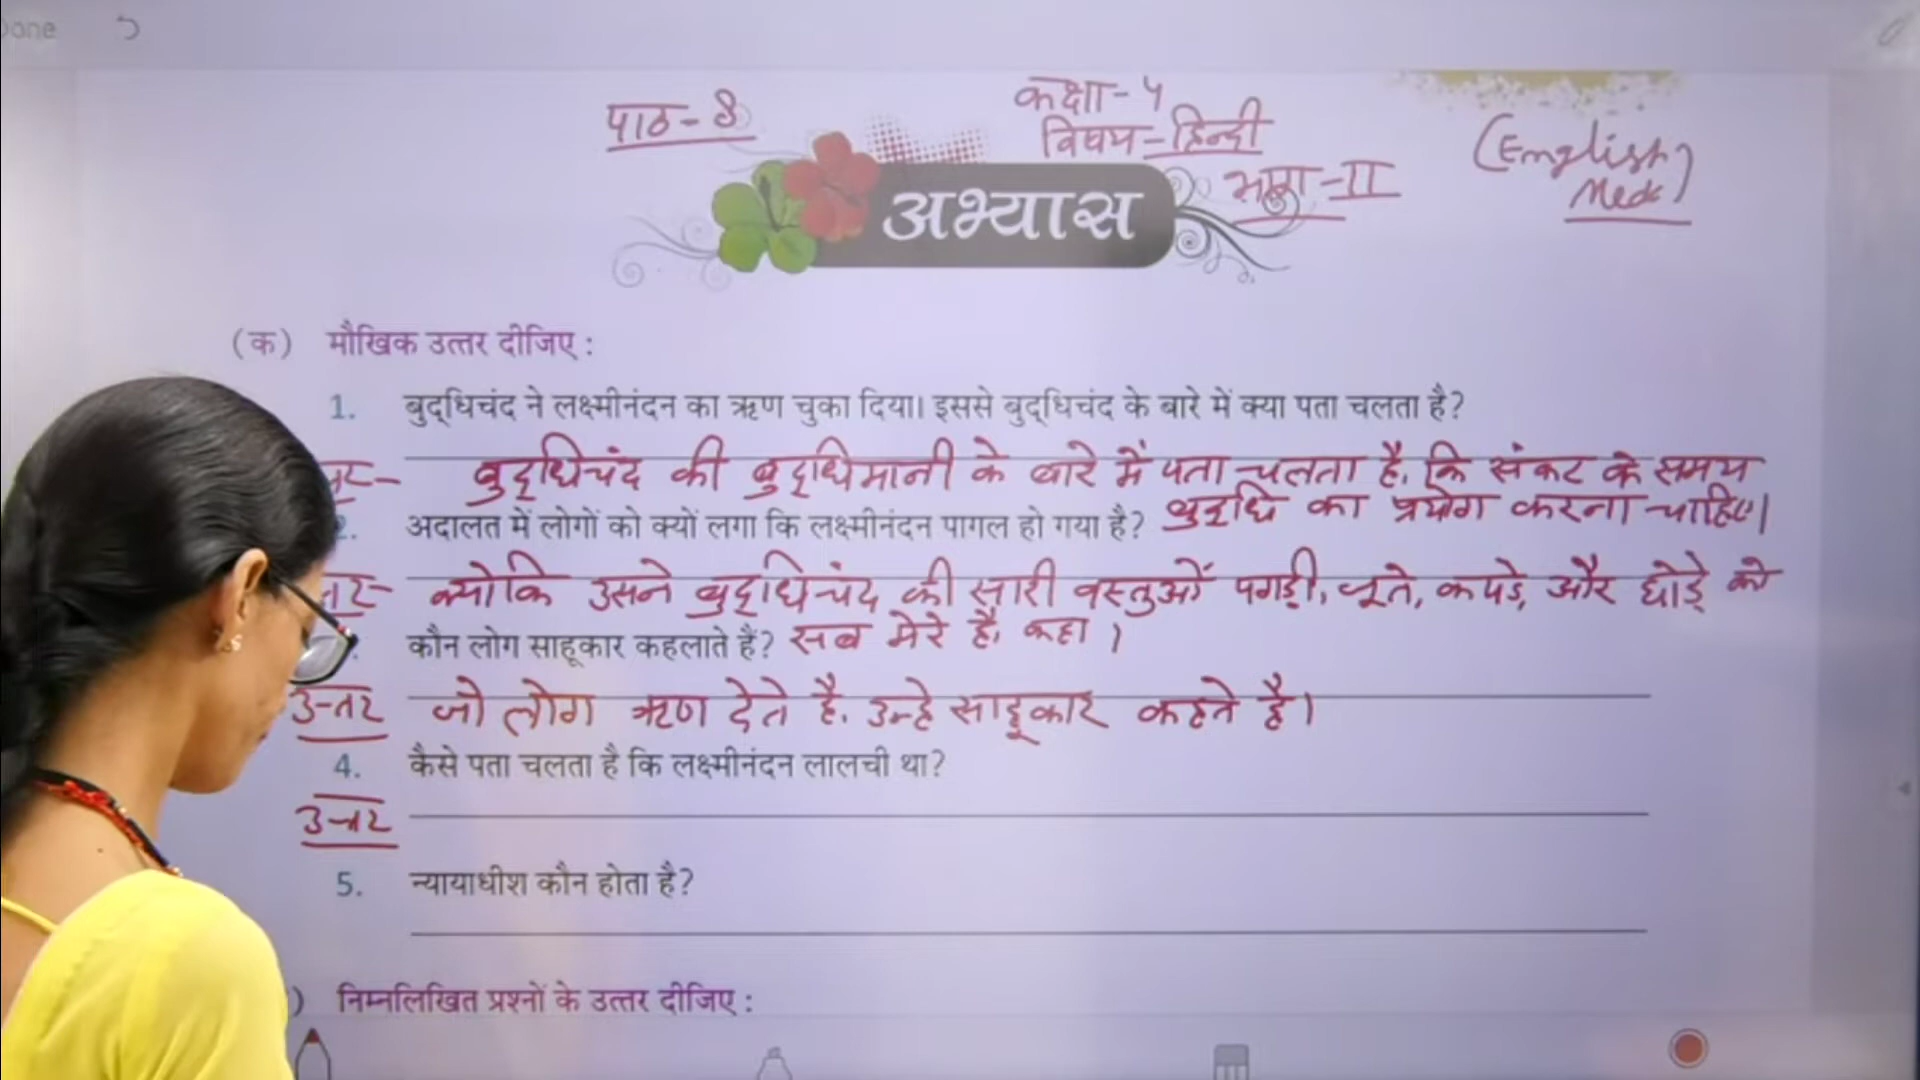 Done
पाठ-8
कक्षा-५
विषय-हिन्दी
भाषा-II
(English Med)
अभ्यास
(क) मौखिक उत्तर दीजिए :
1. बुद्धिचंद ने लक्ष्मीनंदन का ऋण चुका दिया। इससे बुद्धिचंद के बारे में क्या पता चलता है?
बुद्धिचंद की बुद्धिमानी के बारे में पता चलता है, कि संकट के समय
बुद्धि का प्रयोग करना चाहिए।
2. अदालत में लोगों को क्यों लगा कि लक्ष्मीनंदन पागल हो गया है?
क्योकि उसने बुद्धिचंद की सारी वस्तुओं पगड़ी, जूते, कपड़े, और घोड़े को
सब मेरे है, कहा।
कौन लोग साहूकार कहलाते हैं?
उत्तर जो लोग ऋण देते है, उन्हे साहूकार कहते है।
4. कैसे पता चलता है कि लक्ष्मीनंदन लालची था?
उत्तर
5. न्यायाधीश कौन होता है?
) निम्नलिखित प्रश्नों के उत्तर दीजिए :